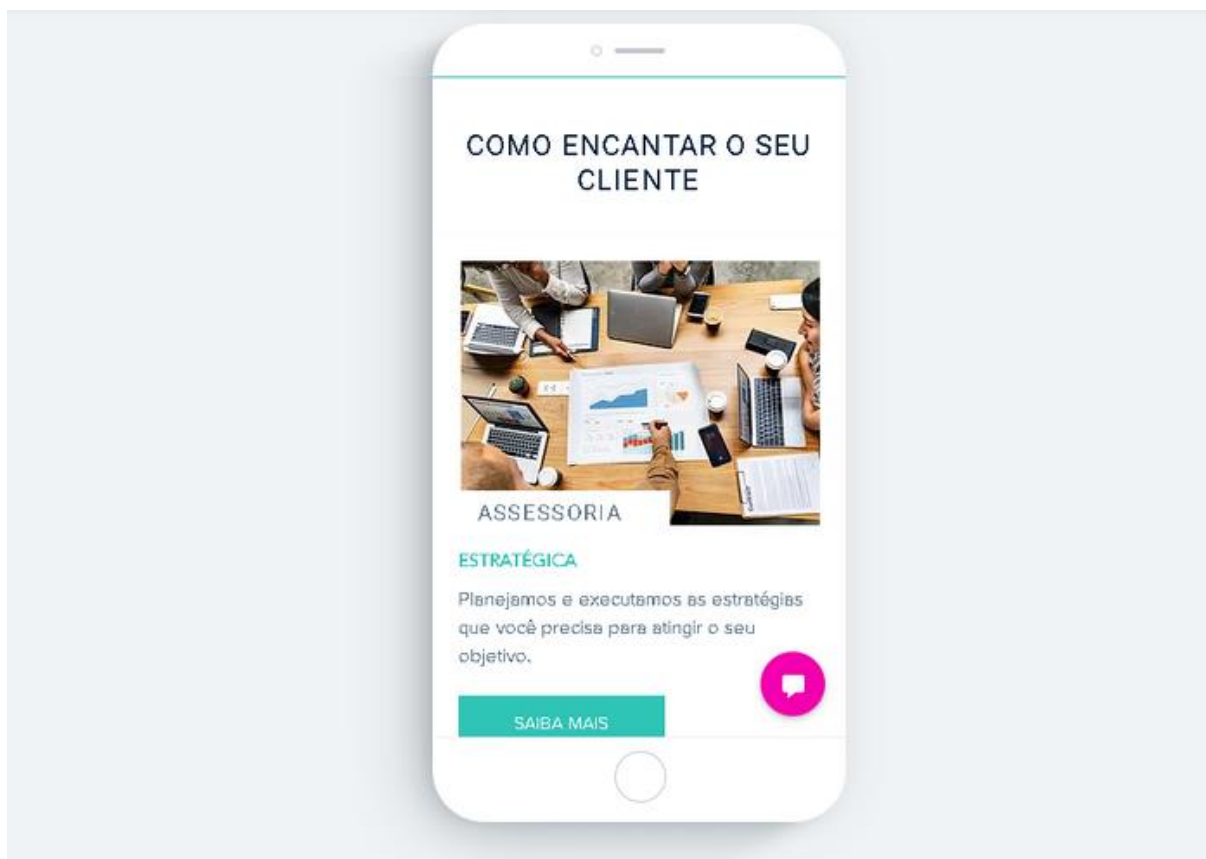 COMO ENCANTAR O SEU
CLIENTE
ASSESSORIA
ESTRATÉGICA
Planejamos e executamos as estratégias
que você precisa para atingir o seu
objetivo.
SAIBA MAIS